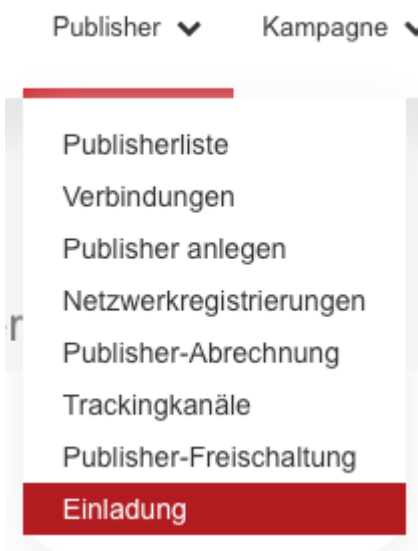 Publisher Kampagne
Publisherliste
Verbindungen
Publisher anlegen
Netzwerkregistrierungen
Publisher-Abrechnung
Trackingkanäle
Publisher-Freischaltung
Einladung